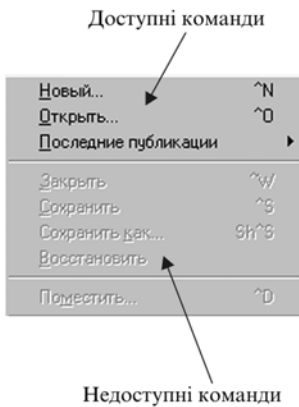 Доступні команди
Новый... ^N
Открыть... ^O
Последние публикации
Закрыть ^W
Сохранить ^S
Сохранить как... Sh^S
Восстановить
Поместить... ^D
Недоступні команди